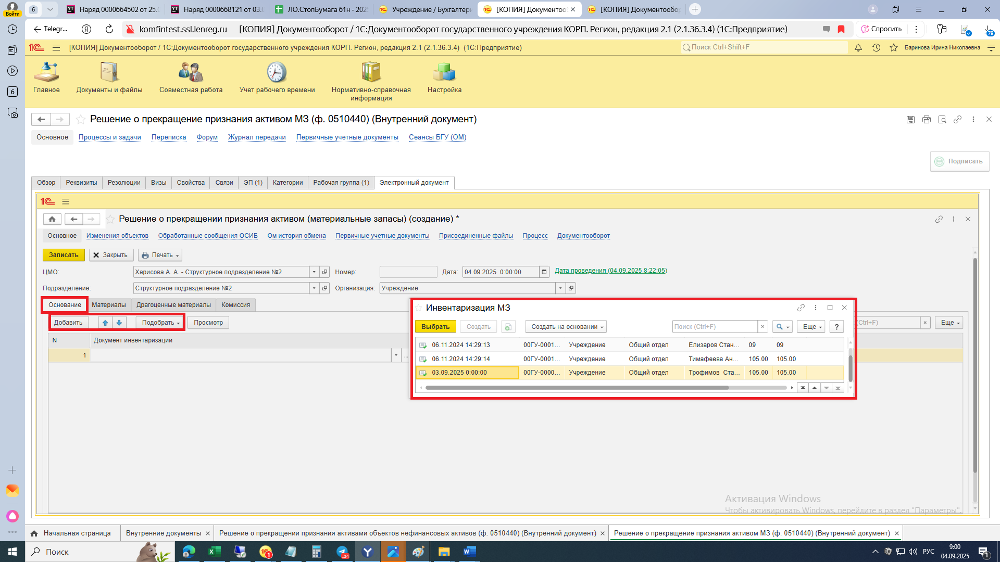 Войти
6
Наряд 0000664502 от 25.0
Наряд 0000668121 от 03.0
ЛО.СтопБумага 61н - 2025
Учреждение / Бухгалтери
[КОПИЯ] Документооб
[КОПИЯ] Документообор
Telegr...
komfintest.ssl.lenreg.ru
[КОПИЯ] Документооборот / 1С:Документооборот государственного учреждения КОРП. Регион, редакция 2.1 (2.1.36.3.4) (1С:Предприятие)
Спросить
79
[КОПИЯ] Документооборот / 1С:Документооборот государственного учреждения КОРП. Регион, редакция 2.1 (2.1.36.3.4) (1С:Предприятие)
Поиск Ctrl+Shift+F
Баринова Ирина Николаевна
6
Главное
Документы и файлы
Совместная работа
Учет рабочего времени
Нормативно-справочная
информация
Настройка
Решение о прекращение признания активом МЗ (ф. 0510440) (Внутренний документ)
Основное
Процессы и задачи
Переписка
Форум
Журнал передачи
Первичные учетные документы
Сеансы БГУ (ОМ)
Подписать
Обзор
Реквизиты
Резолюции
Визы
Свойства
Связи
ЭП (1)
Категории
Рабочая группа (1)
Электронный документ
Решение о прекращении признания активом (материальные запасы) (создание) *
Основное
Изменения объектов
Обработанные сообщения ОСИБ
Ом история обмена
Первичные учетные документы
Присоединенные файлы
Процесс
Документооборот
Записать
Закрыть
Печать
ЦМО:
Харисова А. А. - Структурное подразделение №2
Номер:
Дата:
04.09.2025 0:00:00
Дата проведения (04.09.2025 8:22:05)
Подразделение:
Структурное подразделение №2
Организация:
Учреждение
Основание
Материалы
Драгоценные материалы
Комиссия
Добавить
Подобрать
Просмотр
(Ctrl+F)
Еще
N
Документ инвентаризации
1
Инвентаризация МЗ
Выбрать
Создать
Создать на основании
Поиск (Ctrl+F)
Еще
?
06.11.2024 14:29:13 00ГУ-0001... Учреждение Общий отдел Елизаров Стан... 09 09
06.11.2024 14:29:14 00ГУ-0001... Учреждение Общий отдел Тимафеева Ан... 105.00 105.00
03.09.2025 0:00:00 00ГУ-0000... Учреждение Общий отдел Трофимов Ста... 105.00 105.00
Активация Windows
Чтобы активировать Windows, перейдите в раздел "Параметры".
Начальная страница
Внутренние документы
Решение о прекращении признания активами объектов нефинансовых активов (ф. 0510440) (Внутренний документ)
Решение о прекращение признания активом МЗ (ф. 0510440) (Внутренний документ)
Поиск
1
.04
РУС
9:00
04.09.2025
1